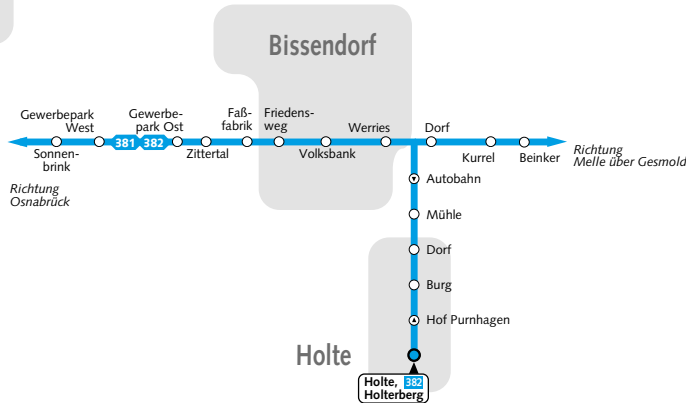 Bissendorf
Gewerbepark
West
Gewerbe-
park Ost
Faß-
fabrik
Friedens-
weg
Werries
Dorf
381
382
Sonnen-
brink
Zittertal
Volksbank
Kurrel
Beinker
Richtung
Melle über Gesmold
Richtung
Osnabrück
Autobahn
Mühle
Dorf
Burg
Hof Purnhagen
Holte
Holte, 382
Holterberg